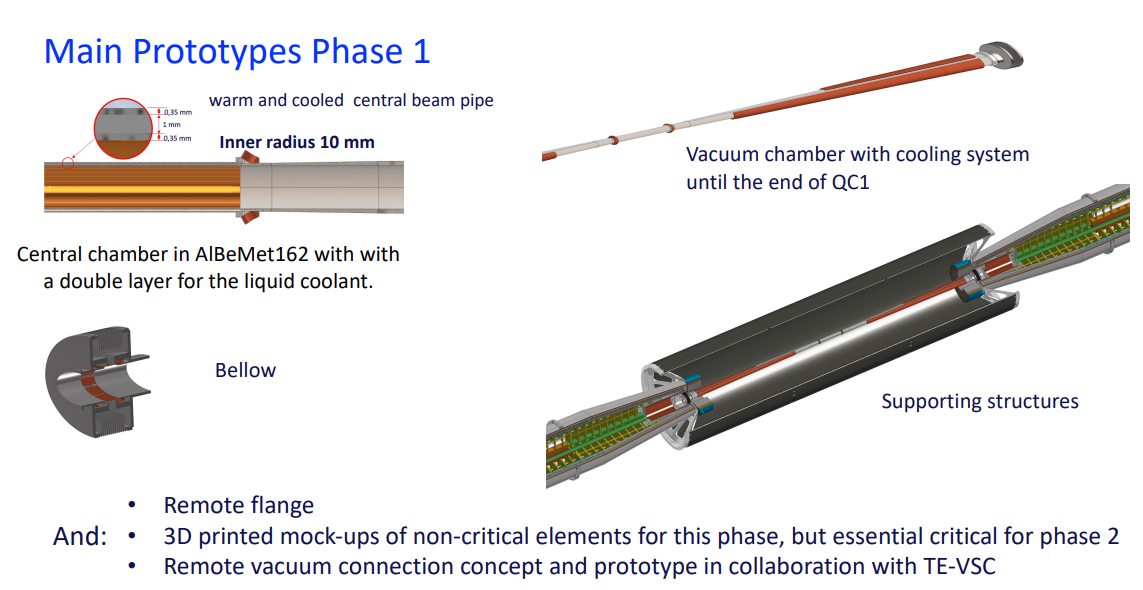 Main Prototypes Phase 1
warm and cooled central beam pipe
0,35 mm
1 mm
0,35 mm
Inner radius 10 mm
Vacuum chamber with cooling system
until the end of QC1
Central chamber in AlBeMet162 with with
a double layer for the liquid coolant.
Bellow
Supporting structures
And:
• Remote flange
• 3D printed mock-ups of non-critical elements for this phase, but essential critical for phase 2
• Remote vacuum connection concept and prototype in collaboration with TE-VSC